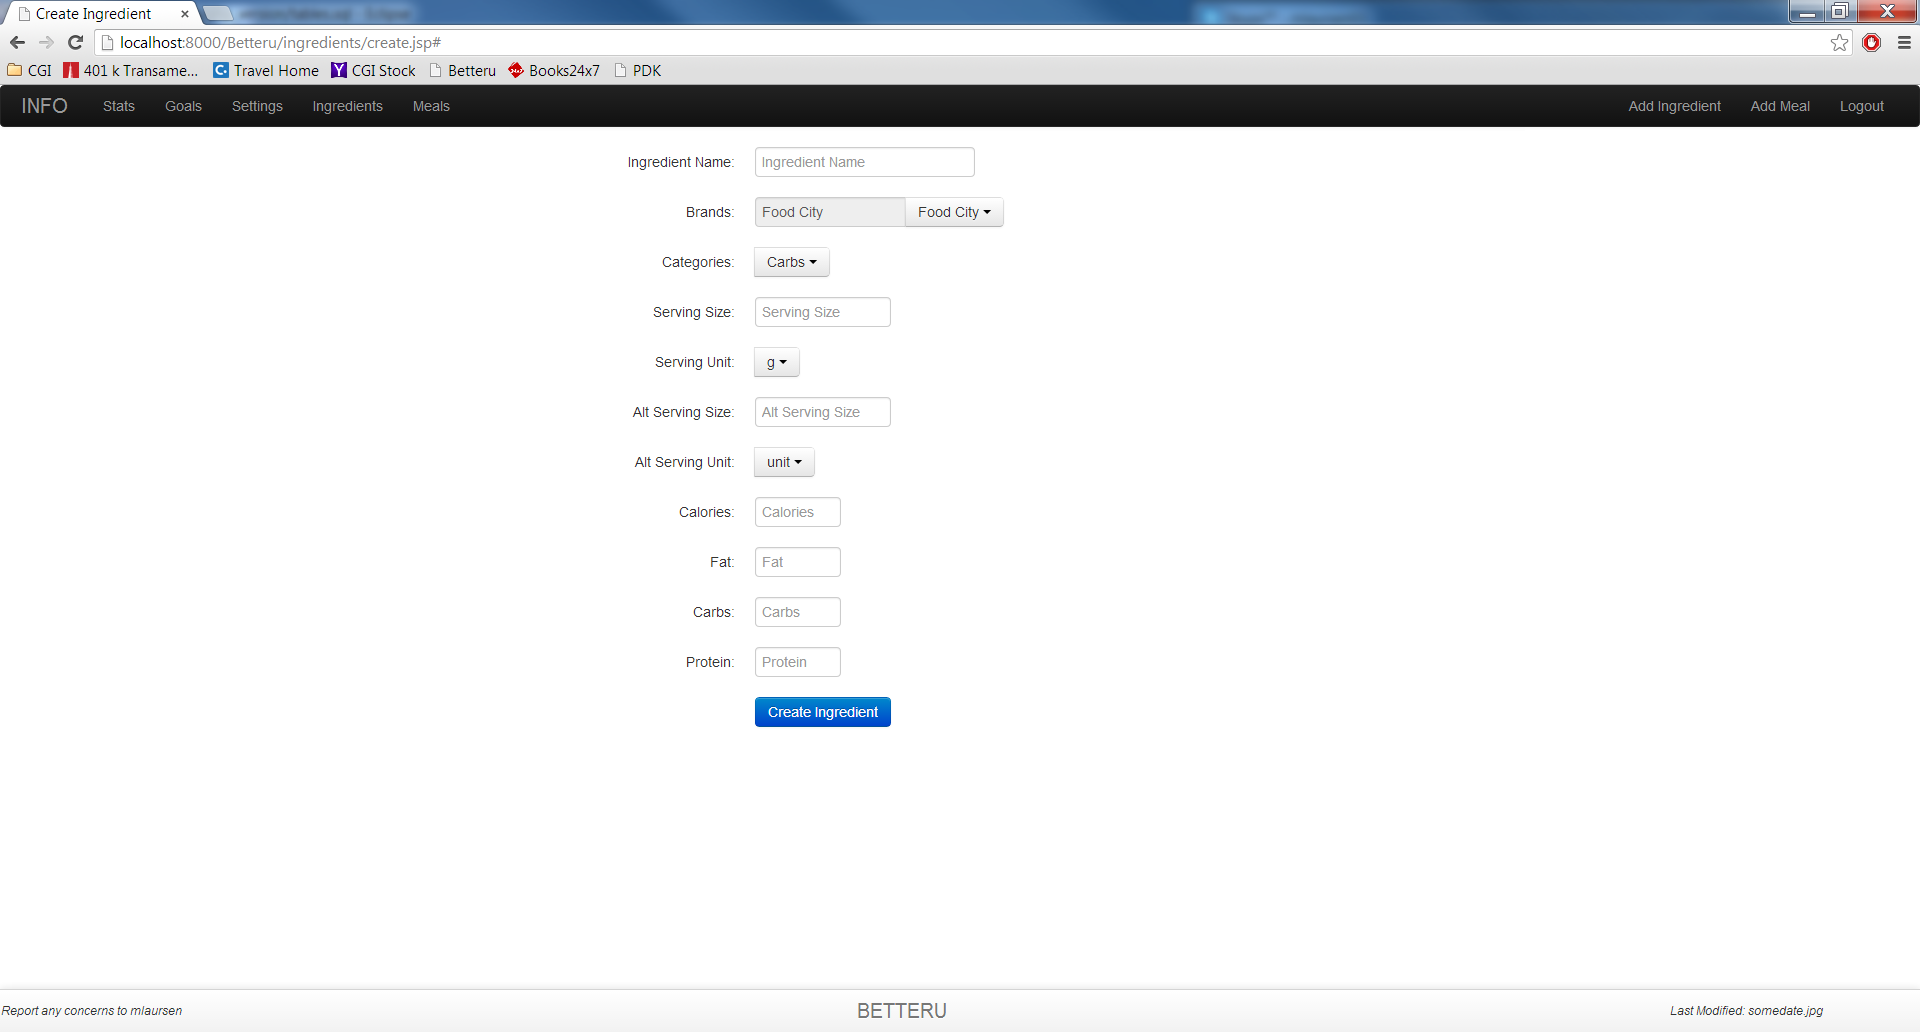 Create Ingredient
localhost:8000/Betteru/ingredients/create.jsp#
CGI 401 k Transame... Travel Home CGI Stock Betteru Books24x7 PDK
INFO Stats Goals Settings Ingredients Meals Add Ingredient Add Meal Logout
Ingredient Name: Ingredient Name
Brands: Food City Food City
Categories: Carbs
Serving Size: Serving Size
Serving Unit: g
Alt Serving Size: Alt Serving Size
Alt Serving Unit: unit
Calories: Calories
Fat: Fat
Carbs: Carbs
Protein: Protein
Create Ingredient
Report any concerns to mlaursen BETTERU Last Modified: somedate.jpg